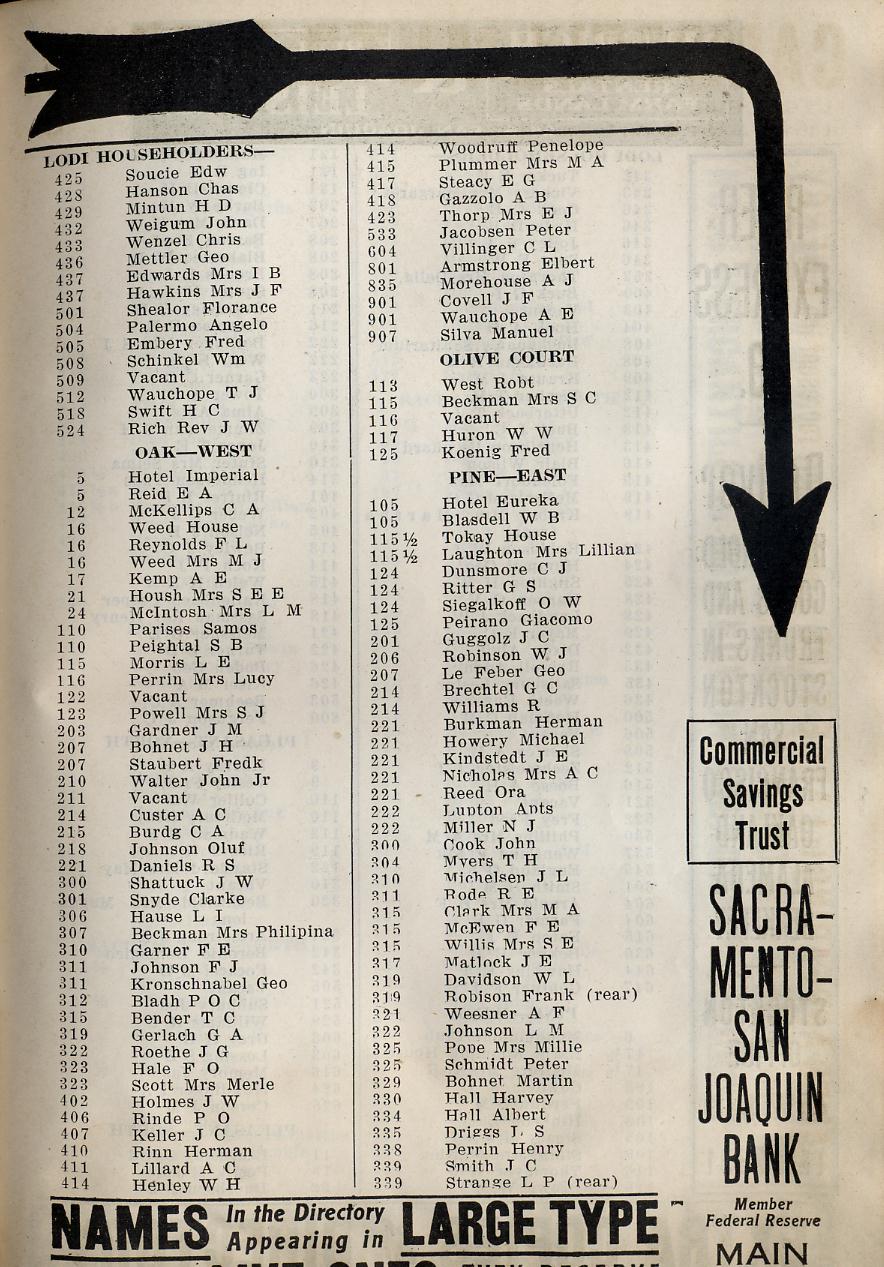 LODI HOUSEHOLDERS—
425 Soucie Edw
428 Hanson Chas
429 Mintun H D
432 Weigum John
433 Wenzel Chris
436 Mettler Geo
437 Edwards Mrs I B
437 Hawkins Mrs J F
501 Shealor Florance
504 Palermo Angelo
505 Embery Fred
508 Schinkel Wm
509 Vacant
512 Wauchope T J
518 Swift H C
524 Rich Rev J W
OAK—WEST
5 Hotel Imperial
5 Reid E A
12 McKellips C A
16 Weed House
16 Reynolds F L
16 Weed Mrs M J
17 Kemp A E
21 Housh Mrs S E E
24 McIntosh Mrs L M
110 Parises Samos
110 Peightal S B
115 Morris L E
116 Perrin Mrs Lucy
122 Vacant
123 Powell Mrs S J
203 Gardner J M
207 Bohnet J H
207 Staubert Fredk
210 Walter John Jr
211 Vacant
214 Custer A C
215 Burdg C A
218 Johnson Oluf
221 Daniels R S
300 Shattuck J W
301 Snyde Clarke
306 Hause L I
307 Beckman Mrs Philipina
310 Garner F E
311 Johnson F J
311 Kronschnabel Geo
312 Bladh P O C
315 Bender T C
319 Gerlach G A
322 Roethe J G
323 Hale F O
323 Scott Mrs Merle
402 Holmes J W
406 Rinde P O
407 Keller J C
410 Rinn Herman
411 Lillard A C
414 Henley W H
414 Woodruff Penelope
415 Plummer Mrs M A
417 Steacy E G
418 Gazzolo A B
423 Thorp Mrs E J
533 Jacobsen Peter
604 Villinger C L
801 Armstrong Elbert
835 Morehouse A J
901 Covell J F
901 Wauchope A E
907 Silva Manuel
OLIVE COURT
113 West Robt
115 Beckman Mrs S C
116 Vacant
117 Huron W W
125 Koenig Fred
PINE—EAST
105 Hotel Eureka
105 Blasdell W B
115½ Tokay House
115½ Laughton Mrs Lillian
124 Dunsmore C J
124 Ritter G S
124 Siegalkoff O W
125 Peirano Giacomo
201 Guggolz J C
206 Robinson W J
207 Le Feber Geo
214 Brechtel G C
214 Williams R
221 Burkman Herman
221 Howery Michael
221 Kindstedt J E
221 Nicholas Mrs A C
221 Reed Ora
222 Lupton Ants
222 Miller N J
300 Cook John
304 Myers T H
310 Michelsen J L
311 Rode R E
315 Clark Mrs M A
315 McEwen F E
315 Willis Mrs S E
317 Matlock J E
319 Davidson W L
319 Robison Frank (rear)
321 Weesner A F
322 Johnson L M
325 Pope Mrs Millie
325 Schmidt Peter
329 Bohnet Martin
330 Hall Harvey
334 Hall Albert
335 Driggs L S
338 Perrin Henry
339 Smith J C
339 Strange L P (rear)
Commercial
Savings
Trust
SACRA-
MENTO-
SAN
JOAQUIN
BANK
Member
Federal Reserve
MAIN
NAMES In the Directory Appearing in LARGE TYPE